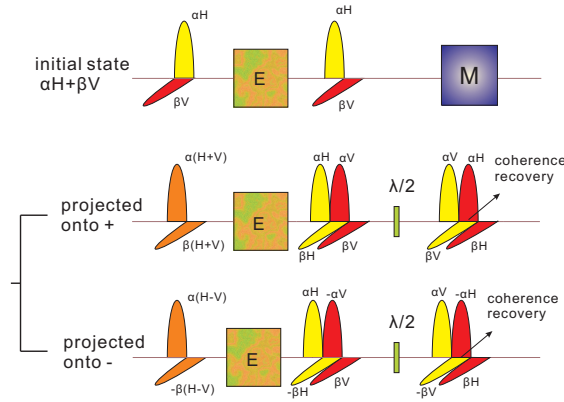 αH
αH
initial state
αH+βV
E
M
βV
βV
α(H+V)
αH
αV
λ/2
αV
αH
coherence
recovery
projected
onto +
E
β(H+V)
βH
βV
βV
βH
α(H-V)
αH
-αV
λ/2
αV
-αH
coherence
recovery
projected
onto -
E
-β(H-V)
-βH
βV
-βV
βH